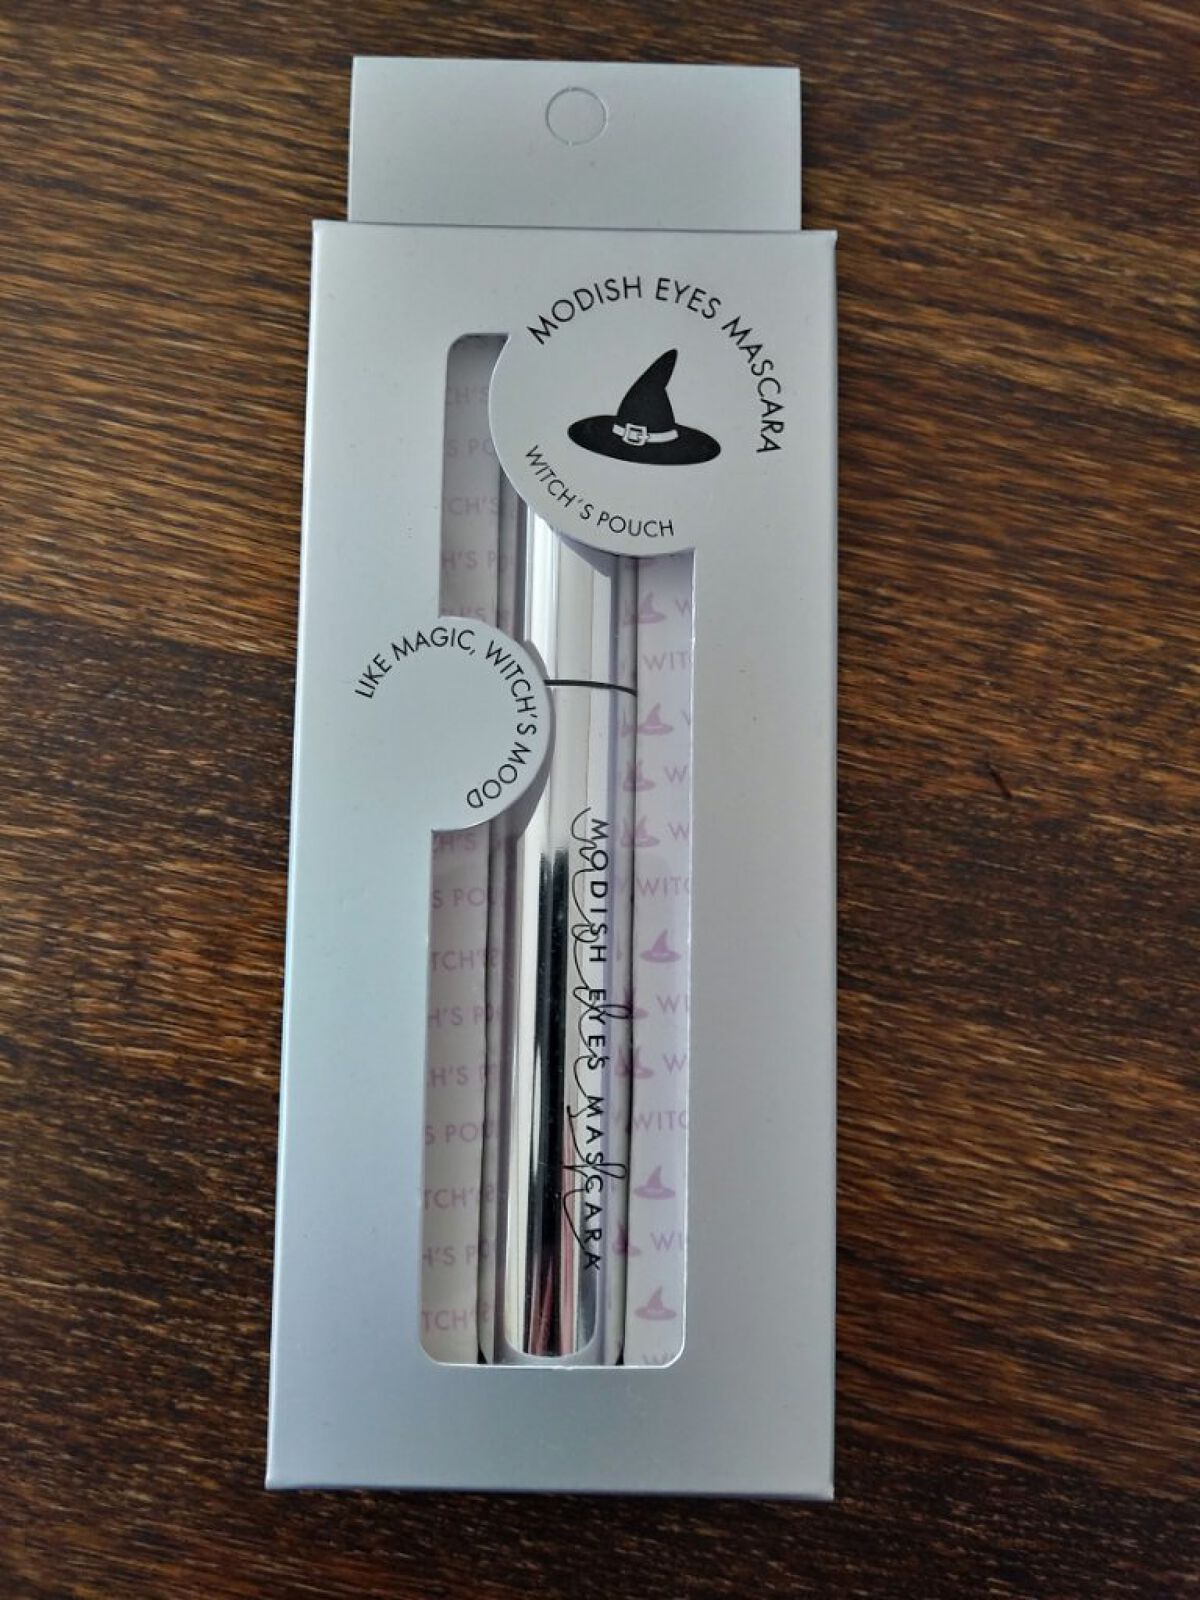 MODISH EYES MASCARA
WITCH'S POUCH
LIKE MAGIC, WITCH'S MOOD
MODISH EYES MASCARA